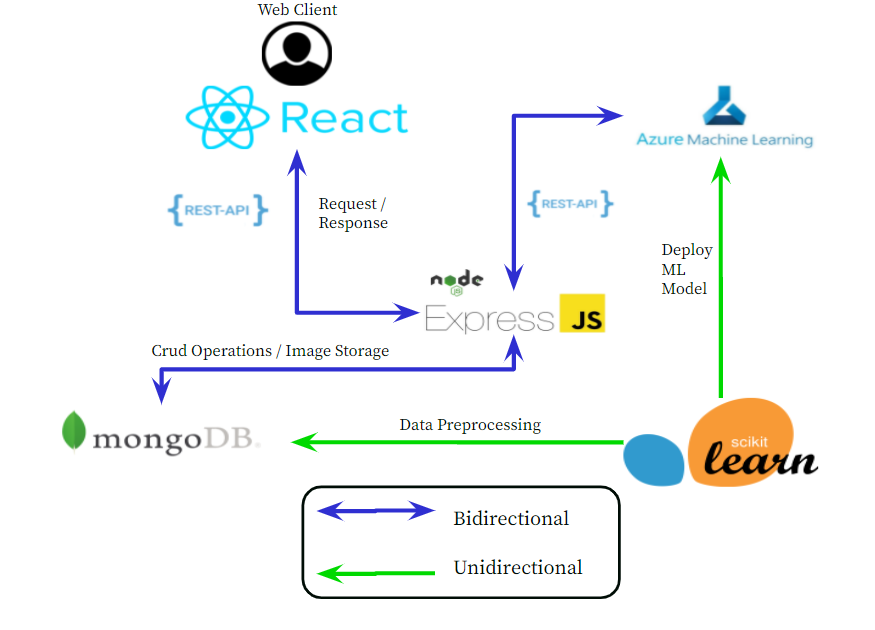 Web Client
React
Azure Machine Learning
{REST-API}
Request /
Response
{REST-API}
Deploy
ML
Model
node
JS
Express
JS
Crud Operations / Image Storage
mongoDB.
Data Preprocessing
scikit
learn
Bidirectional
Unidirectional